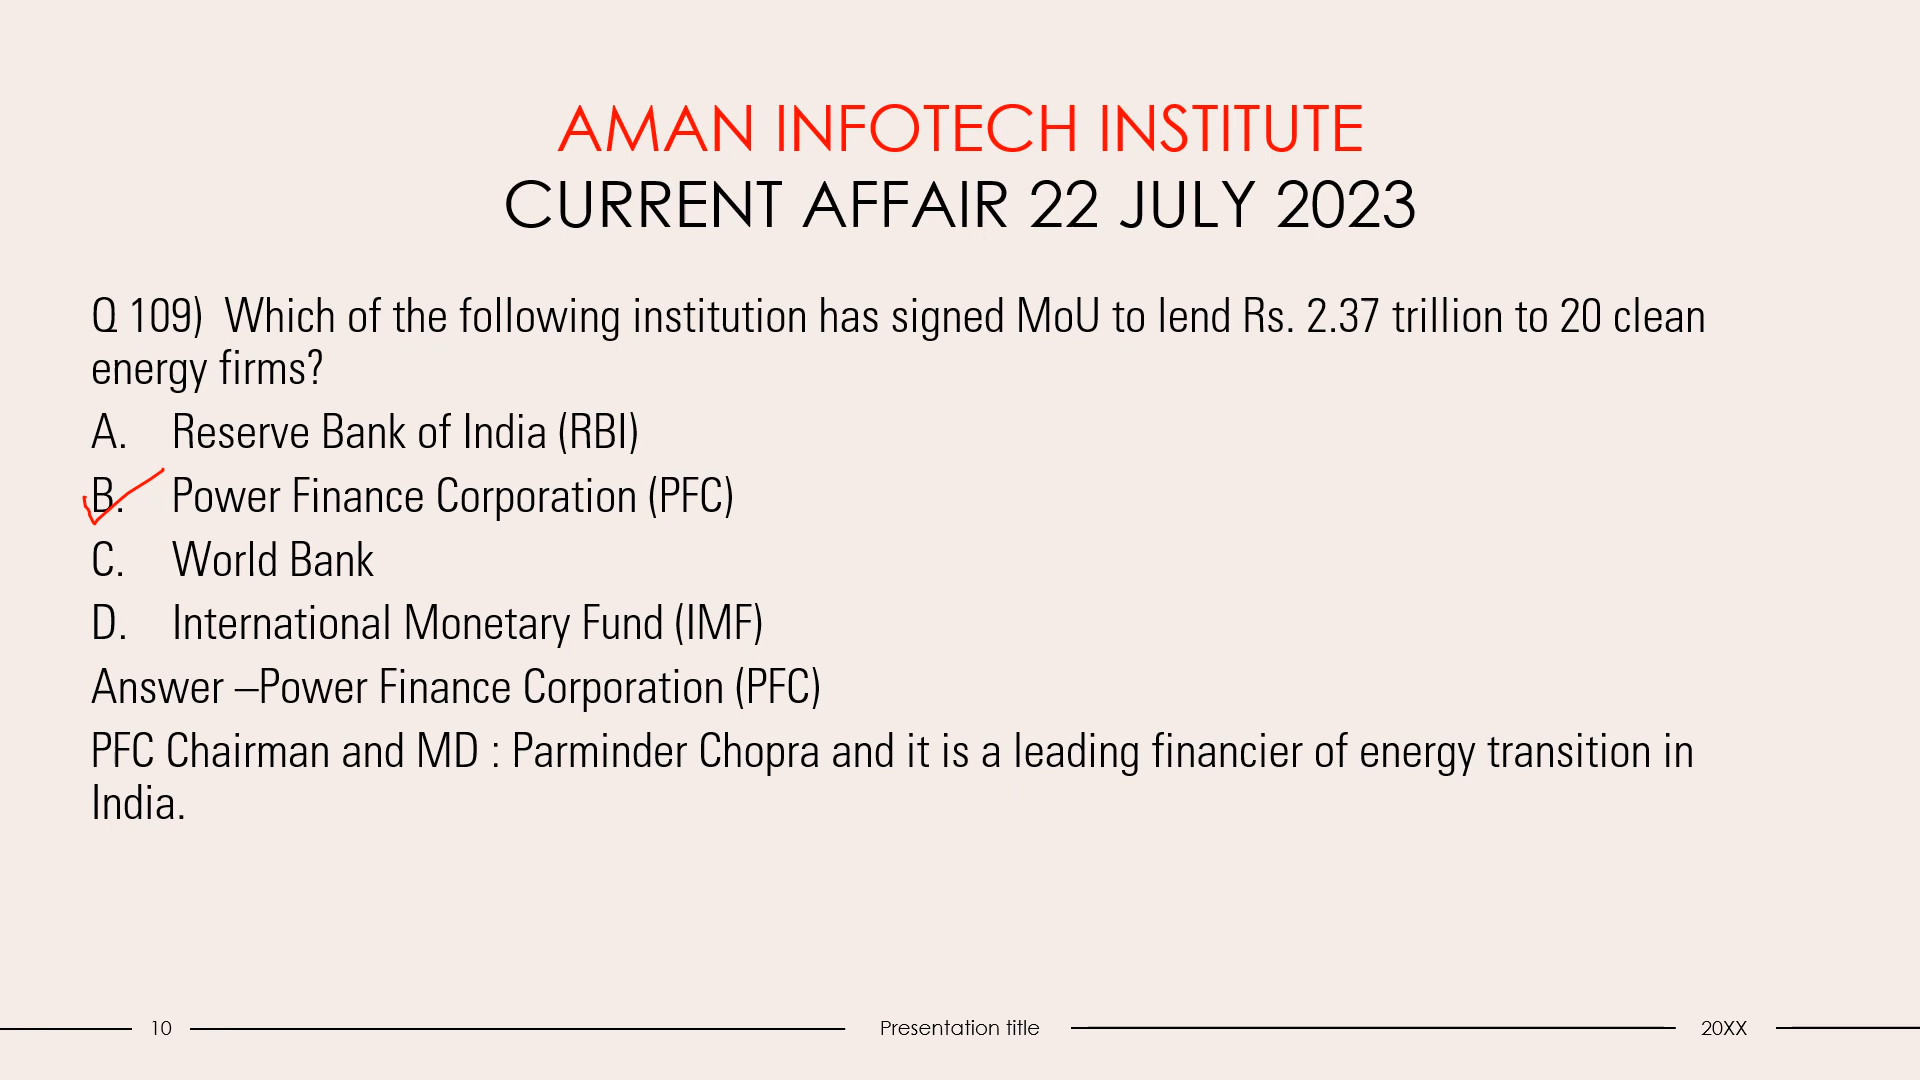 AMAN INFOTECH INSTITUTE
CURRENT AFFAIR 22 JULY 2023
Q 109)  Which of the following institution has signed MoU to lend Rs. 2.37 trillion to 20 clean
energy firms?
A. Reserve Bank of India (RBI)
B. Power Finance Corporation (PFC)
C. World Bank
D. International Monetary Fund (IMF)
Answer –Power Finance Corporation (PFC)
PFC Chairman and MD : Parminder Chopra and it is a leading financier of energy transition in
India.
10 Presentation title 20XX